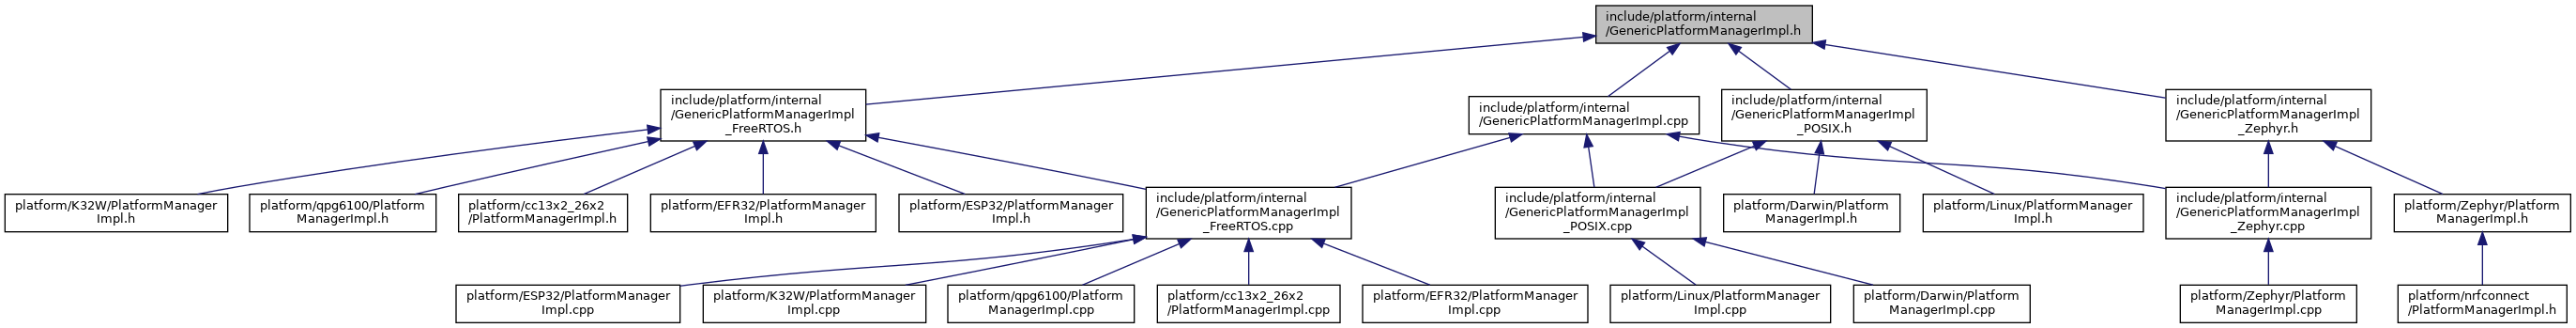 include/platform/internal
/GenericPlatformManagerImpl.h
include/platform/internal
/GenericPlatformManagerImpl
_FreeRTOS.h
include/platform/internal
/GenericPlatformManagerImpl.cpp
include/platform/internal
/GenericPlatformManagerImpl
_POSIX.h
include/platform/internal
/GenericPlatformManagerImpl
_Zephyr.h
platform/K32W/PlatformManager
Impl.h
platform/qpg6100/Platform
ManagerImpl.h
platform/cc13x2_26x2
/PlatformManagerImpl.h
platform/EFR32/PlatformManager
Impl.h
platform/ESP32/PlatformManager
Impl.h
include/platform/internal
/GenericPlatformManagerImpl
_FreeRTOS.cpp
include/platform/internal
/GenericPlatformManagerImpl
_POSIX.cpp
platform/Darwin/Platform
ManagerImpl.h
platform/Linux/PlatformManager
Impl.h
include/platform/internal
/GenericPlatformManagerImpl
_Zephyr.cpp
platform/Zephyr/Platform
ManagerImpl.h
platform/ESP32/PlatformManager
Impl.cpp
platform/K32W/PlatformManager
Impl.cpp
platform/qpg6100/Platform
ManagerImpl.cpp
platform/cc13x2_26x2
/PlatformManagerImpl.cpp
platform/EFR32/PlatformManager
Impl.cpp
platform/Linux/PlatformManager
Impl.cpp
platform/Darwin/Platform
ManagerImpl.cpp
platform/Zephyr/Platform
ManagerImpl.cpp
platform/nrfconnect
/PlatformManagerImpl.h